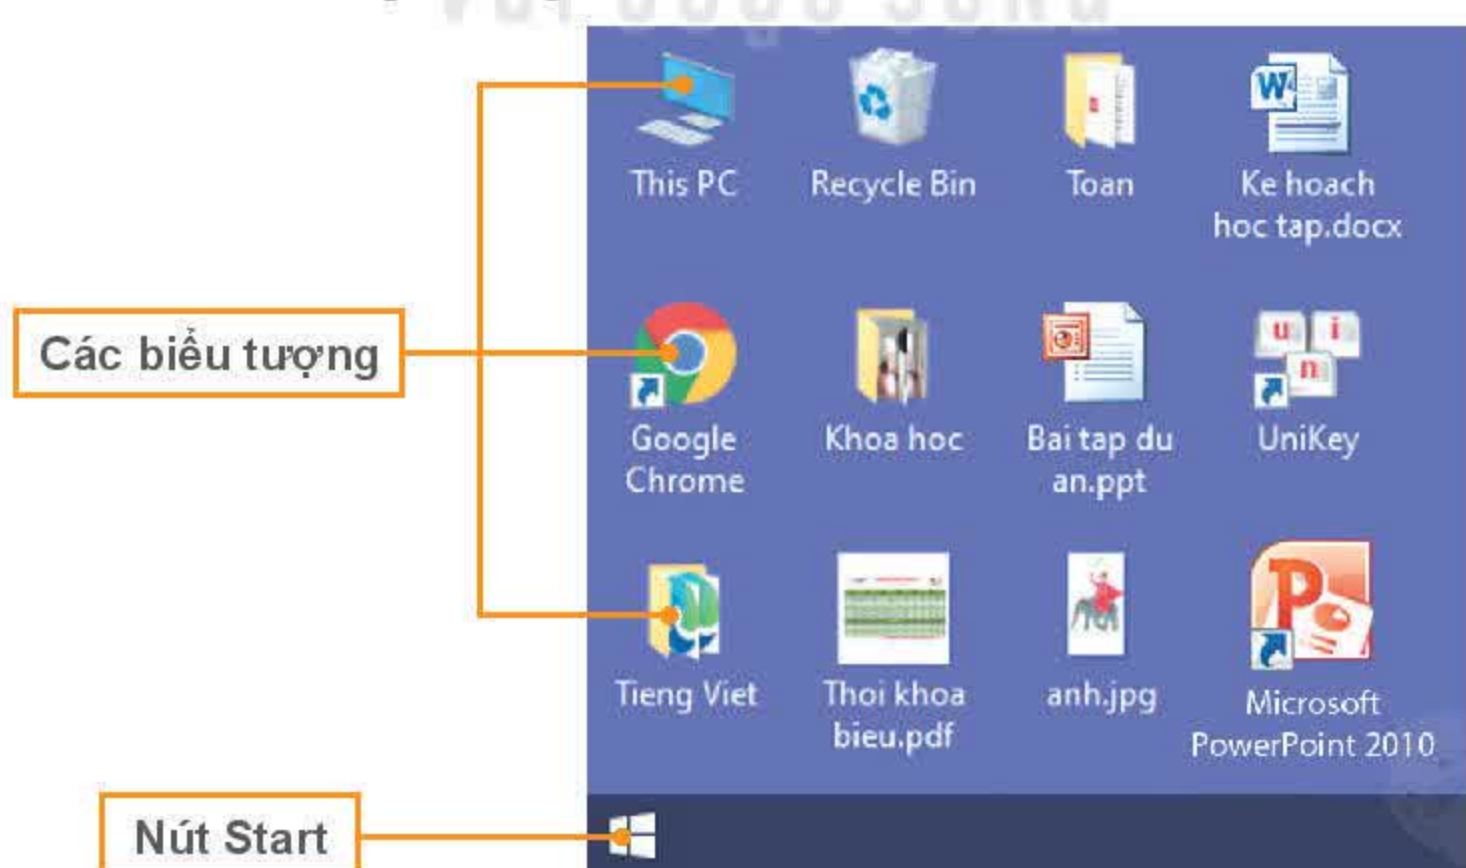 This PC
Recycle Bin
Toan
Ke hoach
hoc tap.docx
Các biểu tượng
Google
Chrome
Khoa hoc
Bai tap du
an.ppt
UniKey
Tieng Viet
Thoi khoa
bieu.pdf
anh.jpg
Microsoft
PowerPoint 2010
Nút Start